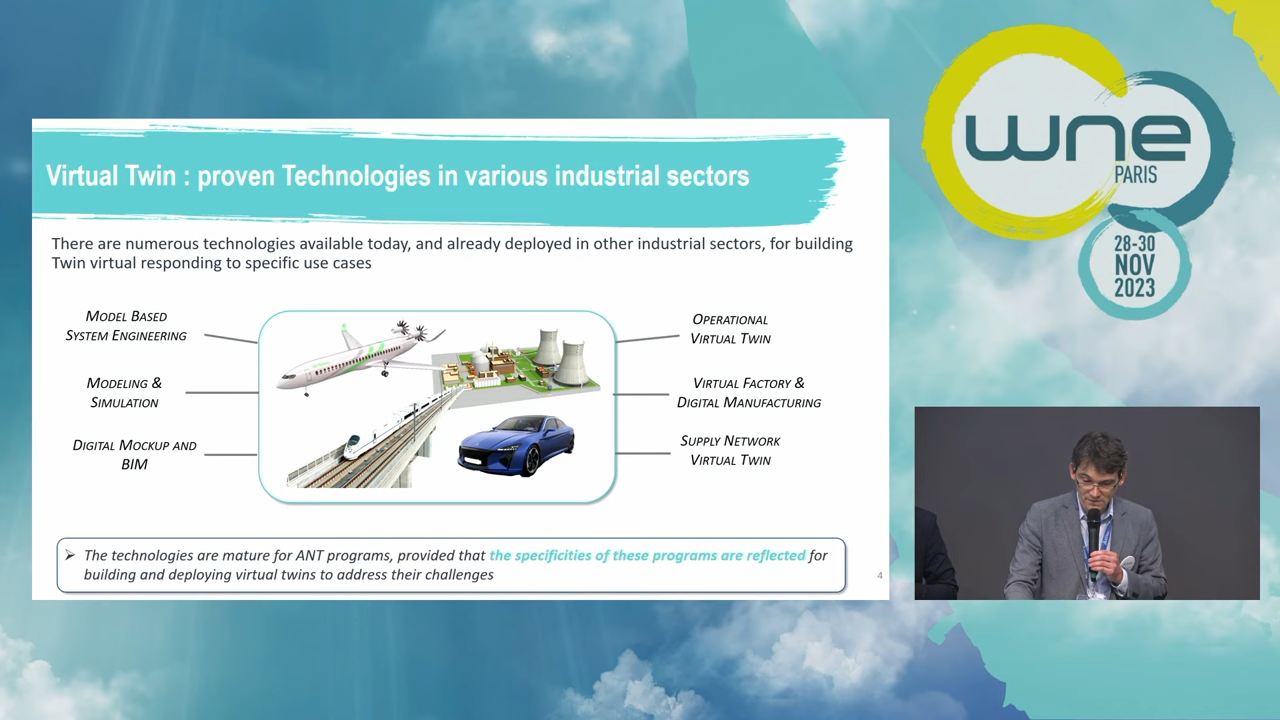 Virtual Twin : proven Technologies in various industrial sectors
There are numerous technologies available today, and already deployed in other industrial sectors, for building
Twin virtual responding to specific use cases
MODEL BASED
SYSTEM ENGINEERING
MODELING &
SIMULATION
DIGITAL MOCKUP AND
BIM
OPERATIONAL
VIRTUAL TWIN
VIRTUAL FACTORY &
DIGITAL MANUFACTURING
SUPPLY NETWORK
VIRTUAL TWIN
➢ The technologies are mature for ANT programs, provided that the specificities of these programs are reflected for
building and deploying virtual twins to address their challenges
4
wne
PARIS
28-30
NOV
2023